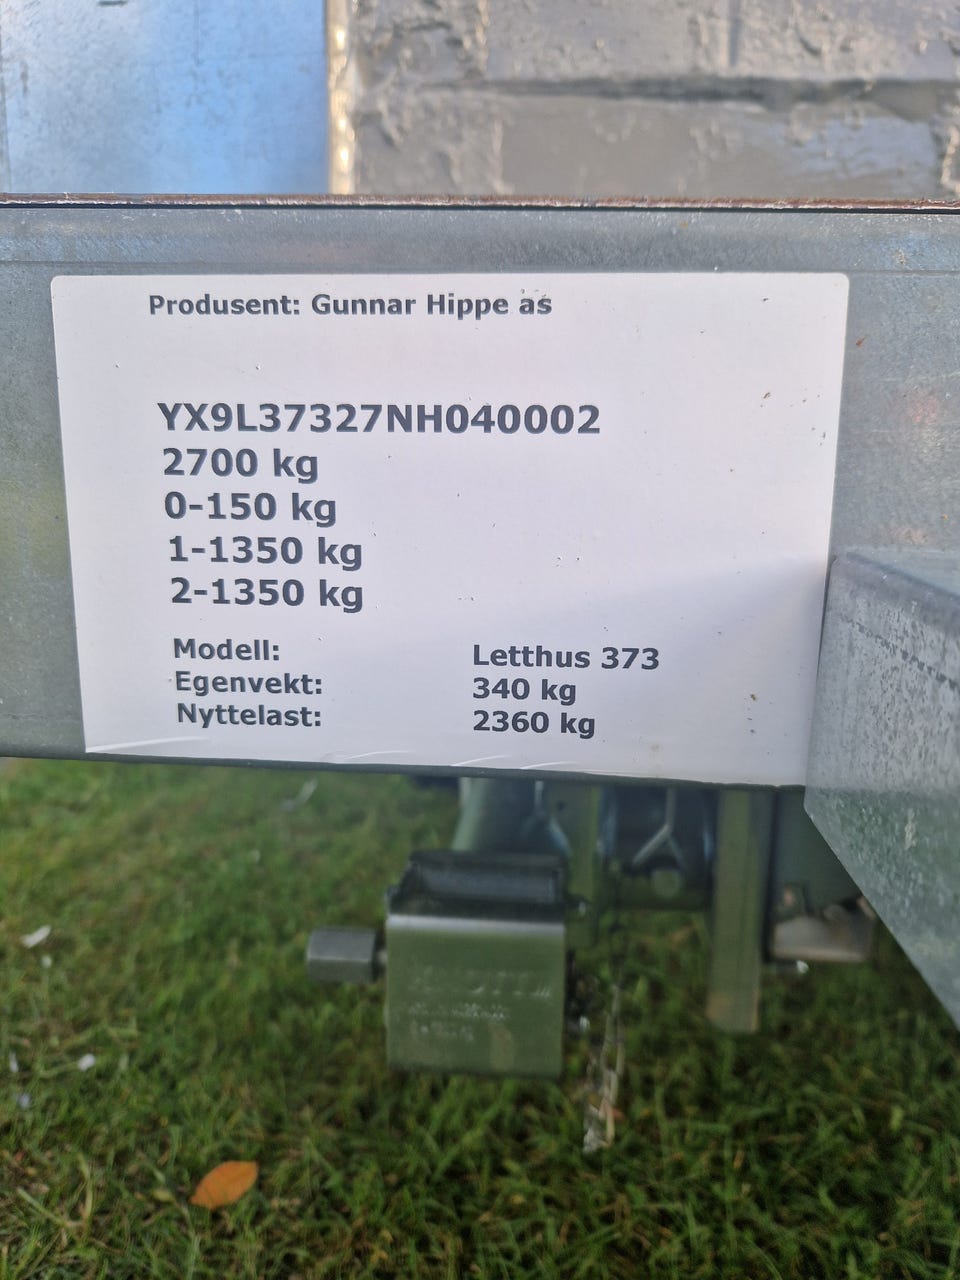 Produsent: Gunnar Hippe as
YX9L37327NH040002
2700 kg
0-150 kg
1-1350 kg
2-1350 kg
Modell: Letthus 373
Egenvekt: 340 kg
Nyttelast: 2360 kg